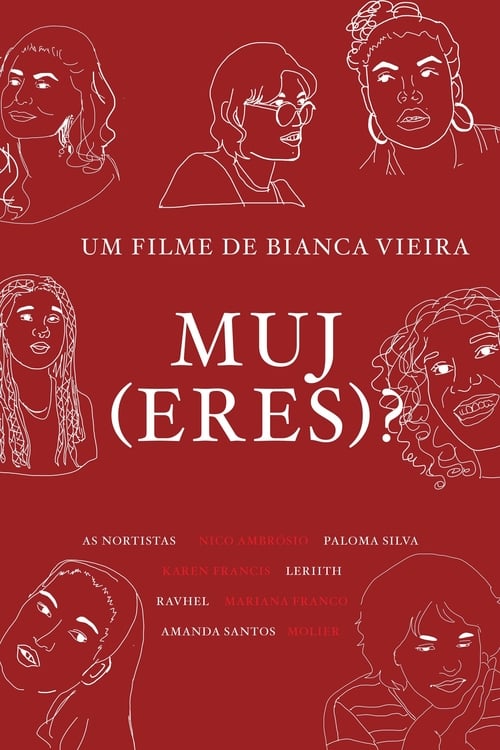 UM FILME DE BIANCA VIEIRA
MUJ
(ERES)?
AS NORTISTAS NICO AMBRÓSIO PALOMA SILVA
KAREN FRANCIS LERIITH
RAVHEL MARIANA FRANCO
AMANDA SANTOS MOLIER